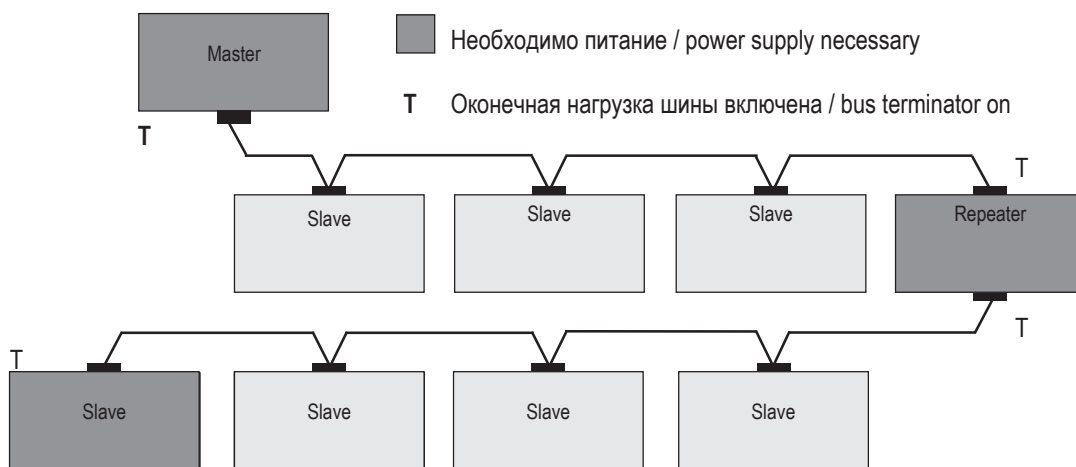 Master
Необходимо питание / power supply necessary
T Оконечная нагрузка шины включена / bus terminator on
T
T
Slave
Slave
Slave
Repeater
T
T
Slave
Slave
Slave
Slave